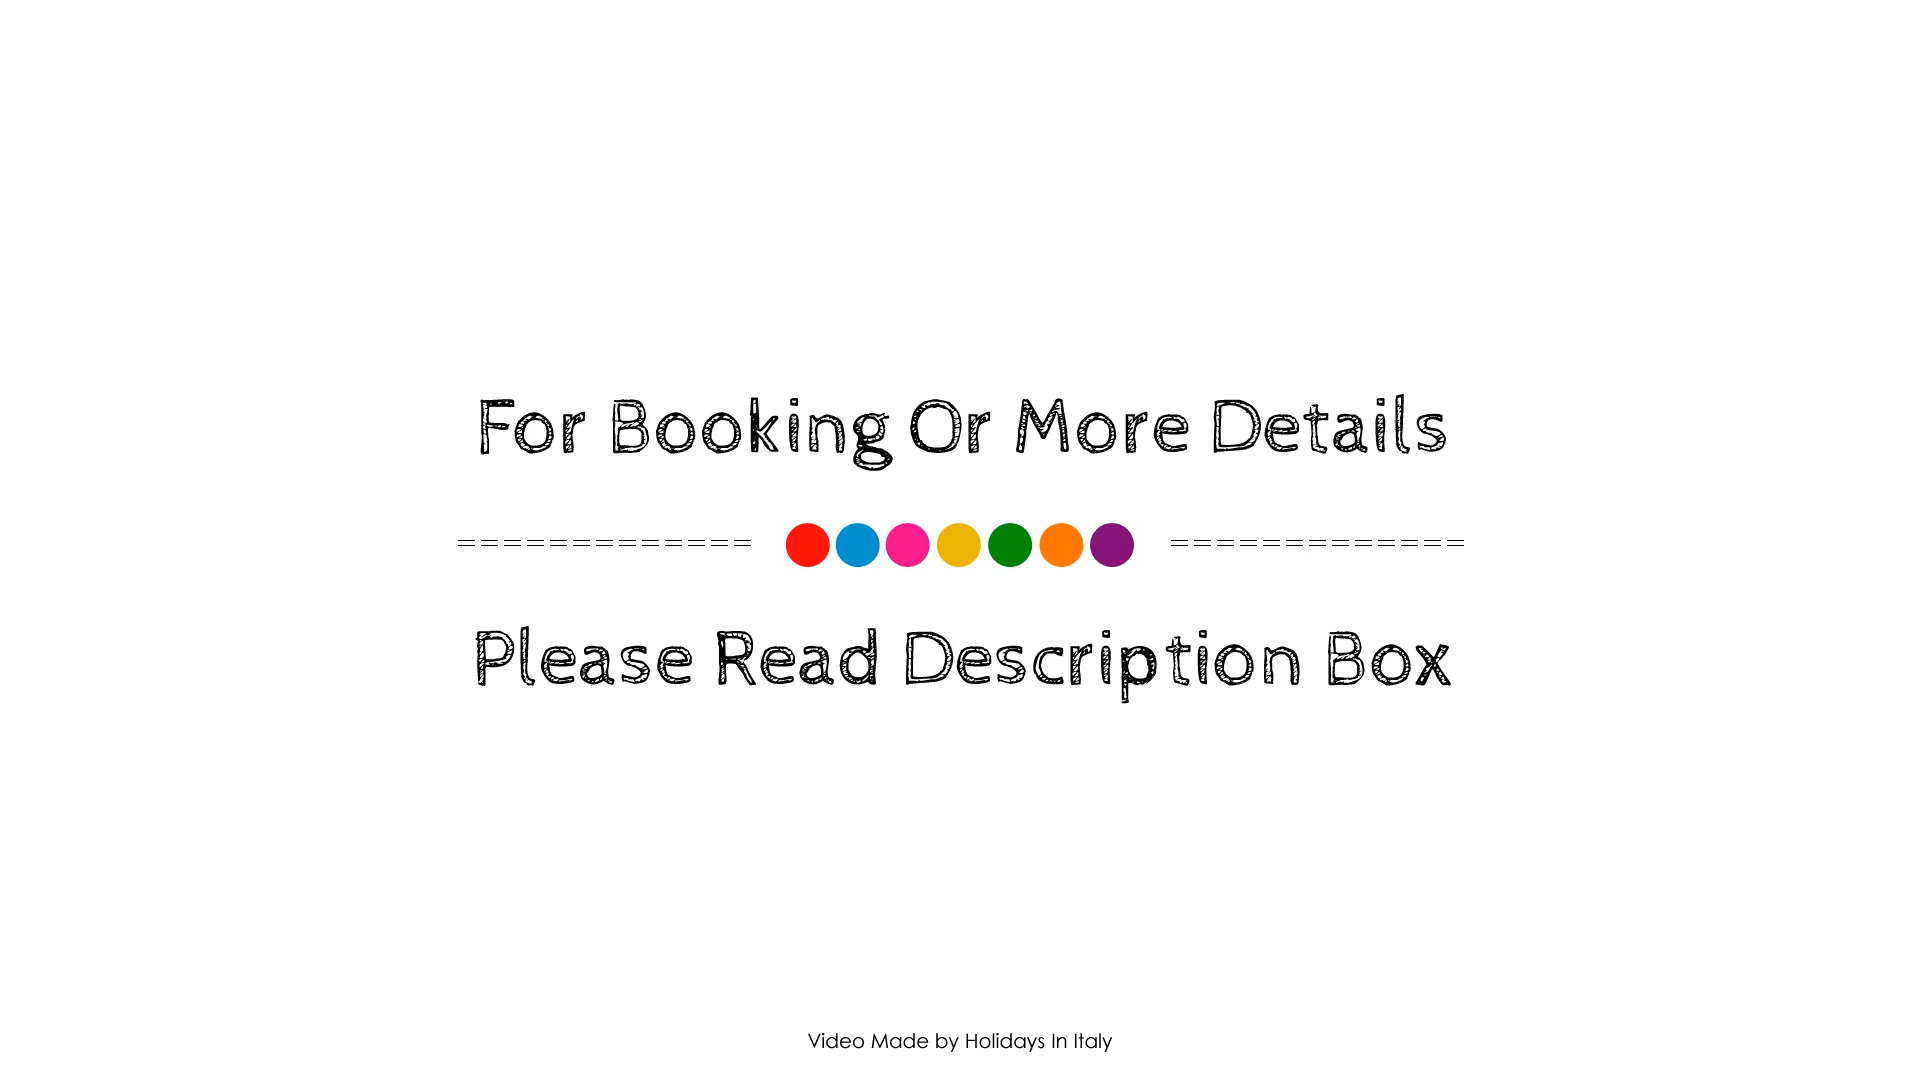 For Booking Or More Details
============= =============
Please Read Description Box
Video Made by Holidays In Italy